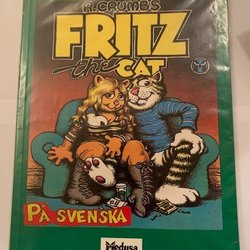 R. CRUMB'S
FRITZ
the CAT
PÅ SVENSKA
Medusa